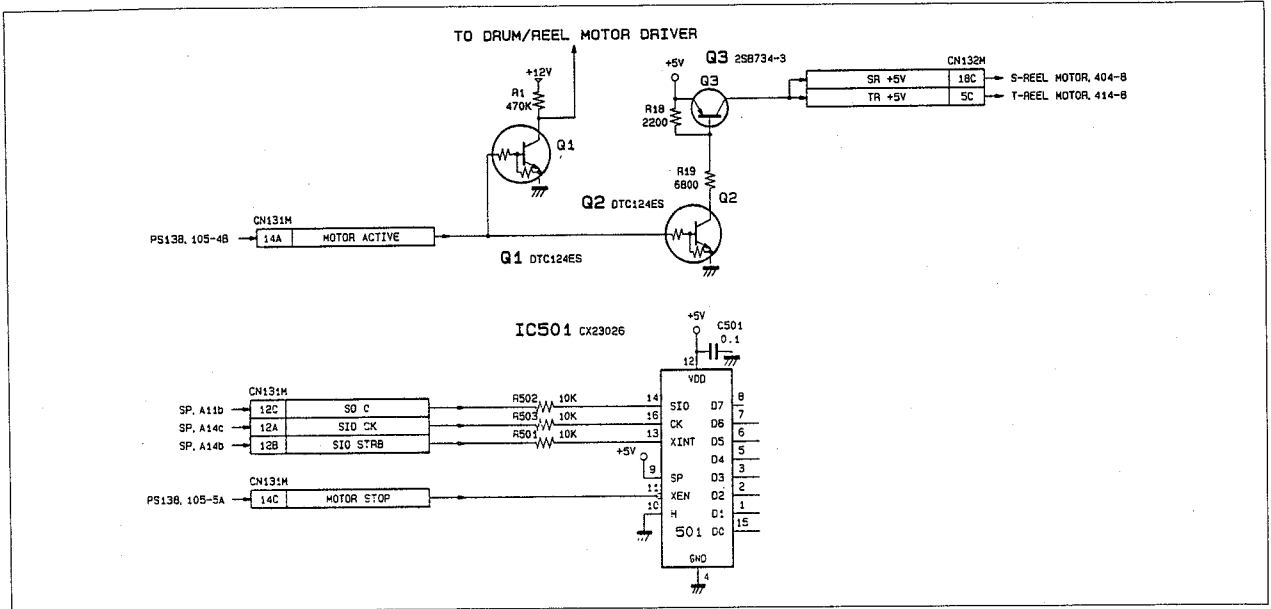 TO DRUM/REEL MOTOR DRIVER
+12V
R1
470K
Q1
Q3 2SB734-3
+5V
Q3
R18
2200
R19
6800
Q2
CN132M
SR +5V 18C S-REEL MOTOR, 404-8
TR +5V 5C T-REEL MOTOR, 414-8
Q2 DTC124ES
CN131M
PS138, 105-4B 14A MOTOR ACTIVE
Q1 DTC124ES
IC501 CX23026
+5V
C501
0.1
12
VDD
CN131M
SP, A11b 12C SO C R502 10K 14 SIO D7 8
SP, A14c 12A SIO CK R503 10K 16 CK D6 7
SP, A14b 12B SIO STRB R501 10K 13 XINT D5 6
D4 5
+5V 9 SP D3 3
CN131M
PS138, 105-5A 14C MOTOR STOP 11 XEN D2 2
10 M D1 1
501 D0 15
GND
4